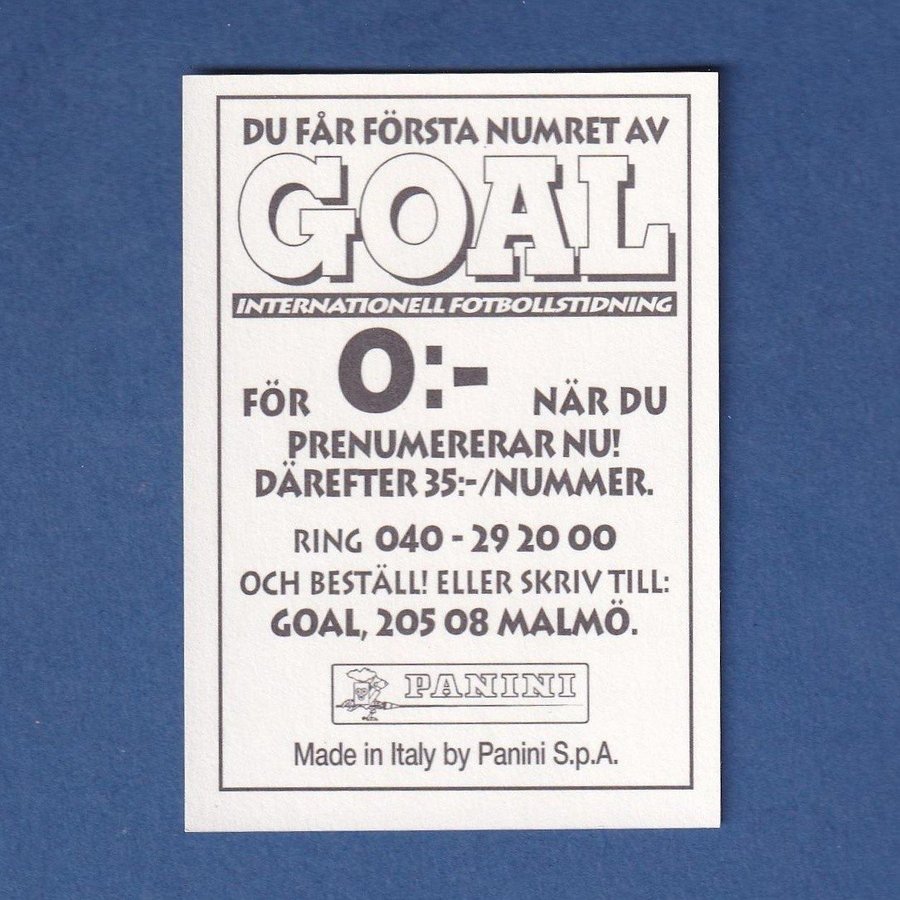 DU FÅR FÖRSTA NUMRET AV
GOAL
INTERNATIONELL FOTBOLLSTIDNING
FÖR 0:- NÄR DU
PRENUMERERAR NU!
DÄREFTER 35:-/NUMMER.
RING 040 - 29 20 00
OCH BESTÄLL! ELLER SKRIV TILL:
GOAL, 205 08 MALMÖ.
PANINI
Made in Italy by Panini S.p.A.